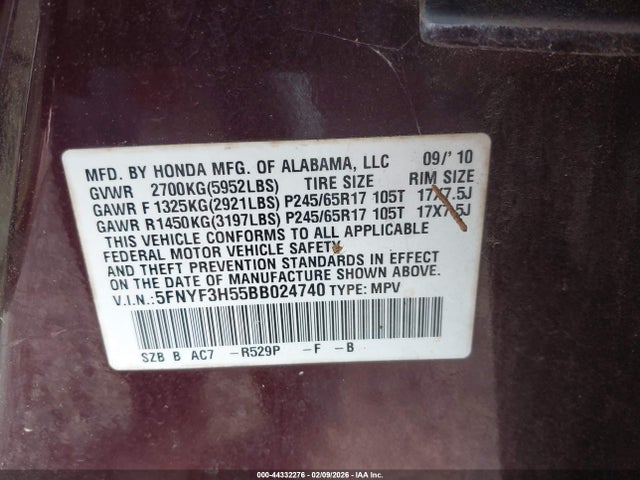 MFD. BY HONDA MFG. OF ALABAMA, LLC 09/' 10
GVWR 2700KG(5952LBS) TIRE SIZE RIM SIZE
GAWR F 1325KG(2921LBS) P245/65R17 105T 17X7.5J
GAWR R1450KG(3197LBS) P245/65R17 105T 17X7.5J
THIS VEHICLE CONFORMS TO ALL APPLICABLE
FEDERAL MOTOR VEHICLE SAFETY
AND THEFT PREVENTION STANDARDS IN EFFECT
ON THE DATE OF MANUFACTURE SHOWN ABOVE.
V.I.N.:5FNYF3H55BB024740 TYPE: MPV
SZB B AC7 -R529P -F -B
000-44332276 | 02/09/2026 | IAA Inc.